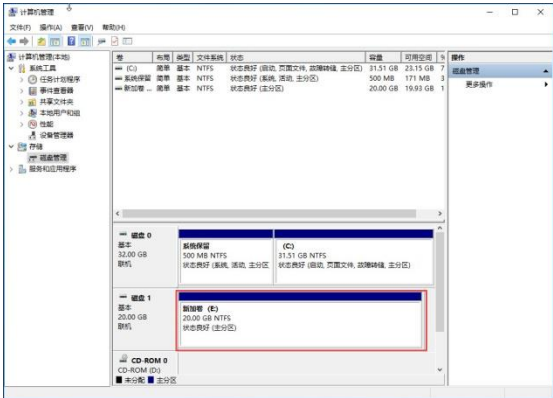 计算机管理
文件(F) 操作(A) 查看(V) 帮助(H)
计算机管理(本地)
系统工具
任务计划程序
事件查看器
共享文件夹
本地用户和组
性能
设备管理器
存储
磁盘管理
服务和应用程序
卷 布局 类型 文件系统 状态 容量 可用空间 %
(C:) 简单 基本 NTFS 状态良好 (启动, 页面文件, 故障转储, 主分区) 31.51 GB 23.15 GB 7
系统保留 简单 基本 NTFS 状态良好 (系统, 活动, 主分区) 500 MB 171 MB 3
新加卷 ... 简单 基本 NTFS 状态良好 (主分区) 20.00 GB 19.93 GB 1
操作
磁盘管理
更多操作
磁盘 0
基本
32.00 GB
联机
系统保留
500 MB NTFS
状态良好 (系统, 活动, 主分区
(C:)
31.51 GB NTFS
状态良好 (启动, 页面文件, 故障转储, 主分区)
磁盘 1
基本
20.00 GB
联机
新加卷 (E:)
20.00 GB NTFS
状态良好 (主分区)
CD-ROM 0
CD-ROM (D:)
未分配 主分区